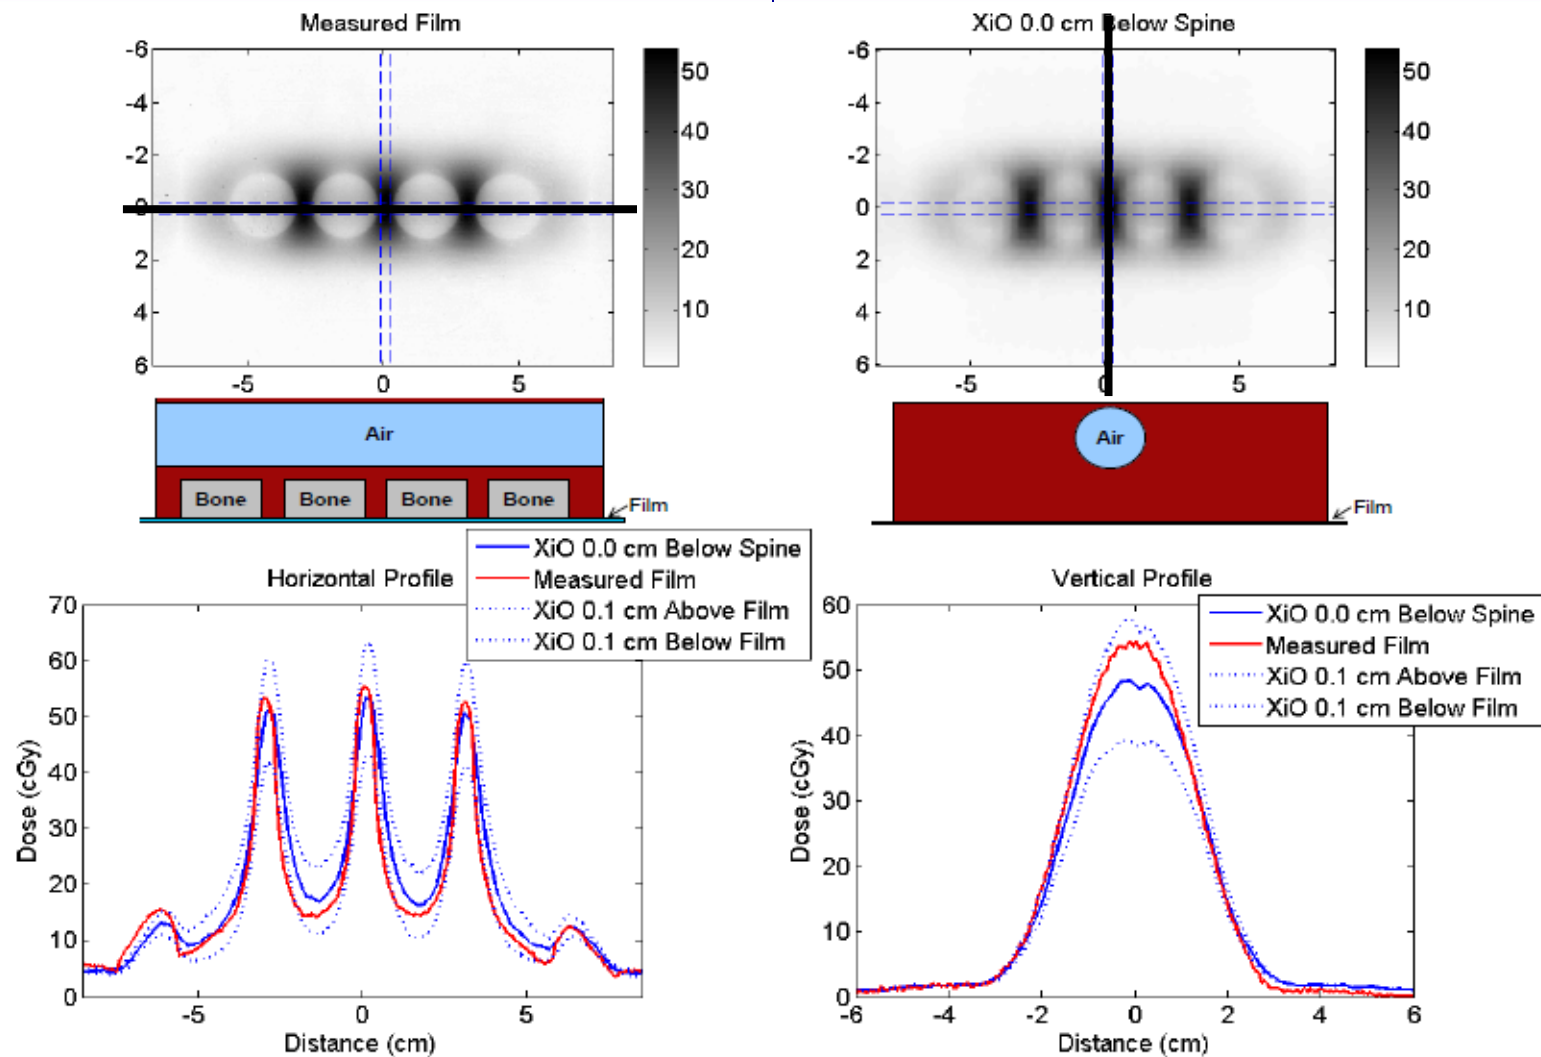 Measured Film
-6
-4
-2
0
2
4
6
-5
0
5
50
40
30
20
10
XiO 0.0 cm Below Spine
-6
-4
-2
0
2
4
6
-5
0
5
50
40
30
20
10
Air
Bone Bone Bone Bone
Film
Air
Film
Horizontal Profile
XiO 0.0 cm Below Spine
Measured Film
XiO 0.1 cm Above Film
XiO 0.1 cm Below Film
70
60
50
40
30
20
10
0
Dose (cGy)
-5
0
5
Distance (cm)
Vertical Profile
XiO 0.0 cm Below Spine
Measured Film
XiO 0.1 cm Above Film
XiO 0.1 cm Below Film
60
50
40
30
20
10
0
Dose (cGy)
-6
-4
-2
0
2
4
6
Distance (cm)